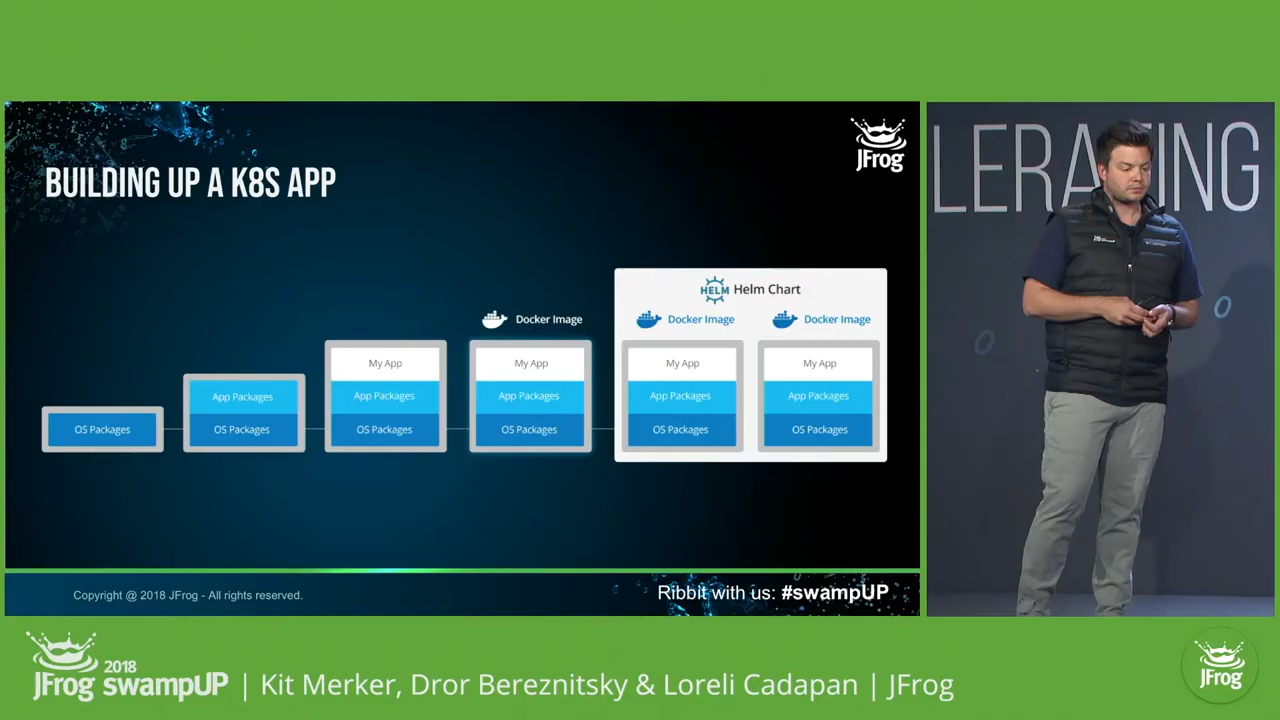 JFrog
BUILDING UP A K8S APP
HELM Helm Chart
Docker Image
Docker Image
Docker Image
My App
My App
My App
My App
App Packages
App Packages
App Packages
App Packages
App Packages
OS Packages
OS Packages
OS Packages
OS Packages
OS Packages
OS Packages
Copyright @ 2018 JFrog - All rights reserved.
Ribbit with us: #swampUP
LERATING
2018
JFrog swampUP | Kit Merker, Dror Bereznitsky & Loreli Cadapan | JFrog
JFrog